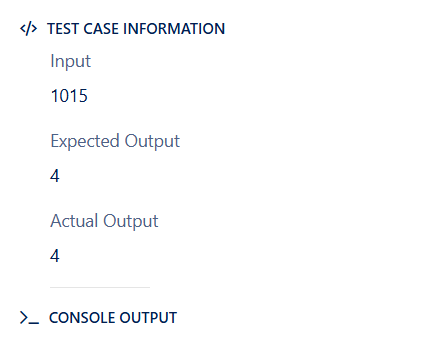 </> TEST CASE INFORMATION
Input
1015
Expected Output
4
Actual Output
4
>_ CONSOLE OUTPUT